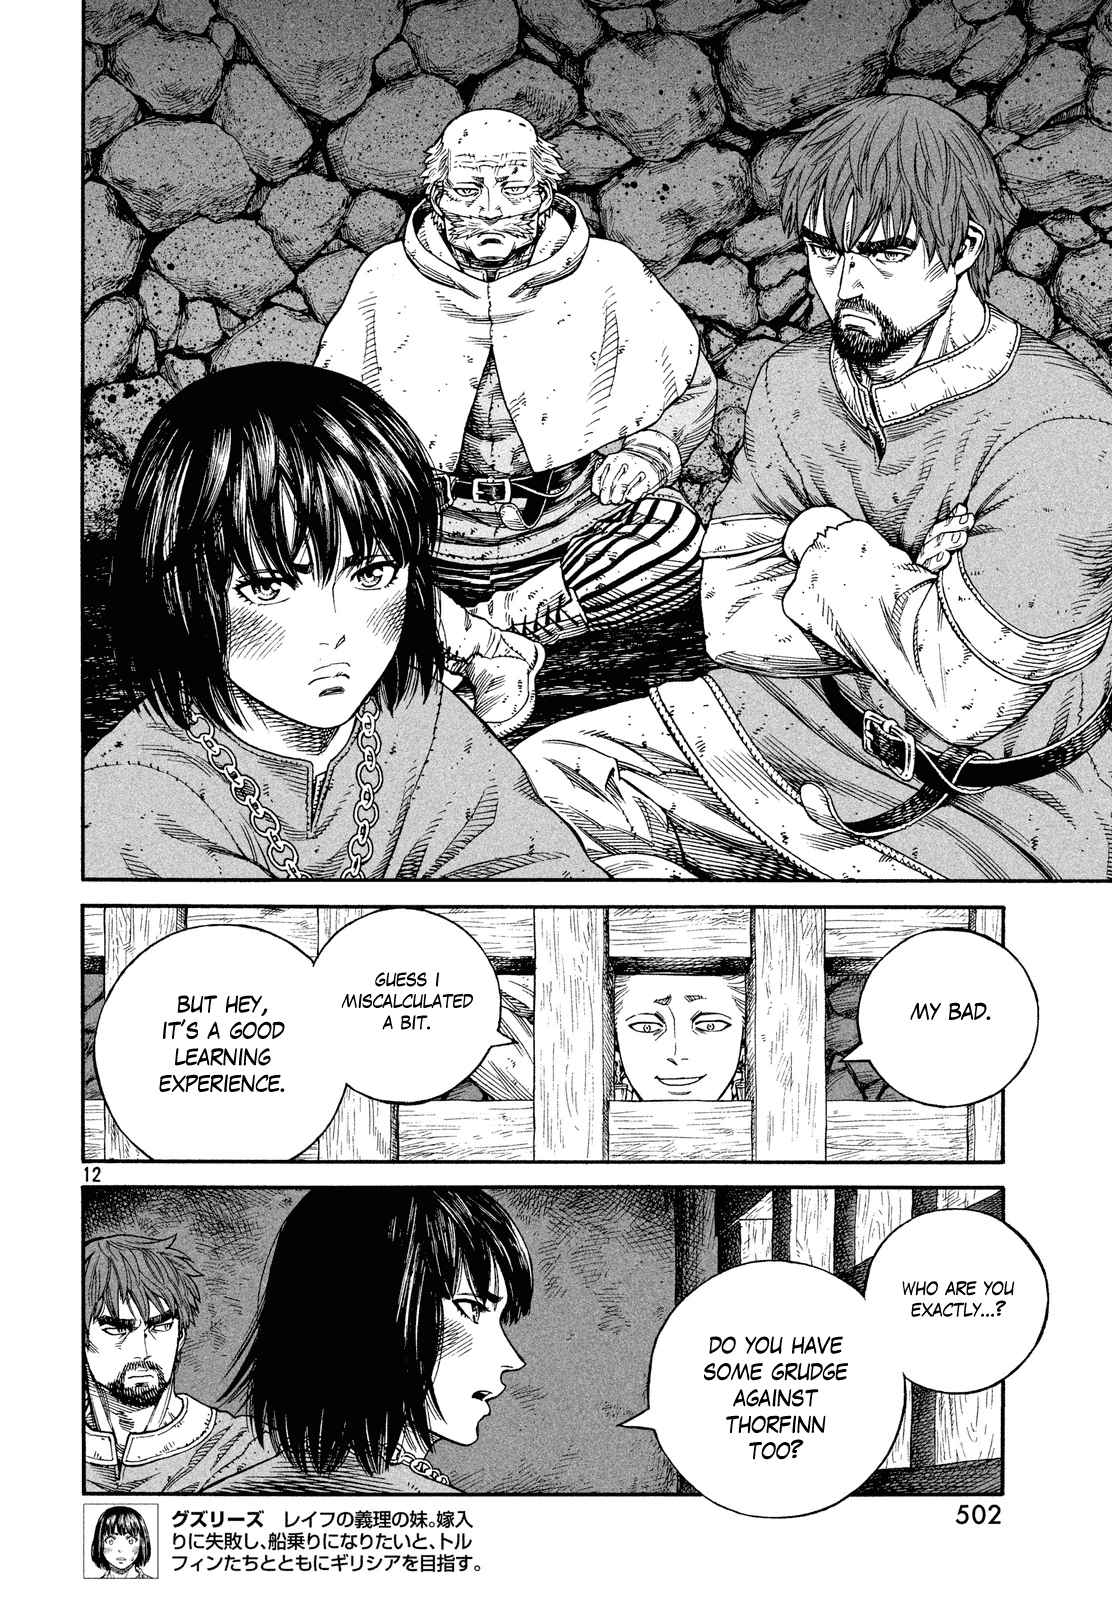 MY BAD.
GUESS I
MISCALCULATED
A BIT.
BUT HEY,
IT'S A GOOD
LEARNING
EXPERIENCE.
12
WHO ARE YOU
EXACTLY...?
DO YOU HAVE
SOME GRUDGE
AGAINST
THORFINN
TOO?
グズリーズ レイフの義理の妹。嫁入
りに失敗し、船乗りになりたいと、トル
フィンたちとともにギリシアを目指す。
502